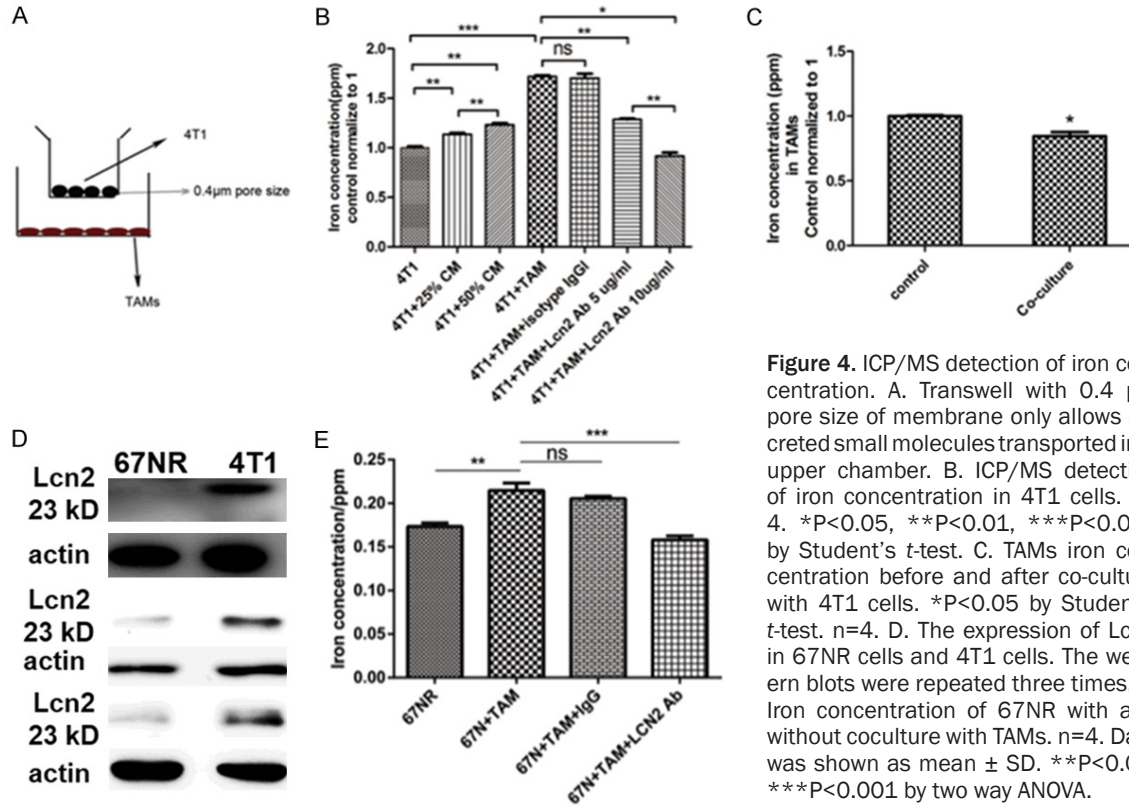 A
4T1
0.4µm pore size
TAMs
B
Iron concentration(ppm)
control normalize to 1
2.0
1.5
1.0
0.5
0.0
*
***
**
**
ns
**
**
**
4T1
4T1+25% CM
4T1+50% CM
4T1+TAM
4T1+TAM+isotype IgGl
4T1+TAM+Lcn2 Ab 5 ug/ml
4T1+TAM+Lcn2 Ab 10ug/ml
C
Iron concentration (ppm)
in TAMs
Control normalized to 1
1.5
1.0
0.5
0.0
*
control
Co-culture
D
67NR 4T1
Lcn2
23 kD
actin
Lcn2
23 kD
actin
Lcn2
23 kD
actin
E
Iron concentration/ppm
0.25
0.20
0.15
0.10
0.05
0.00
***
**
ns
67NR
67N+TAM
67N+TAM+IgG
67N+TAM+LCN2 Ab
Figure 4. ICP/MS detection of iron co
centration. A. Transwell with 0.4 
pore size of membrane only allows 
creted small molecules transported i
upper chamber. B. ICP/MS detecti
of iron concentration in 4T1 cells.
4. *P<0.05, **P<0.01, ***P<0.0
by Student's t-test. C. TAMs iron co
centration before and after co-cultu
with 4T1 cells. *P<0.05 by Studen
t-test. n=4. D. The expression of Lc
in 67NR cells and 4T1 cells. The we
ern blots were repeated three times.
Iron concentration of 67NR with a
without coculture with TAMs. n=4. Da
was shown as mean ± SD. **P<0.0
***P<0.001 by two way ANOVA.